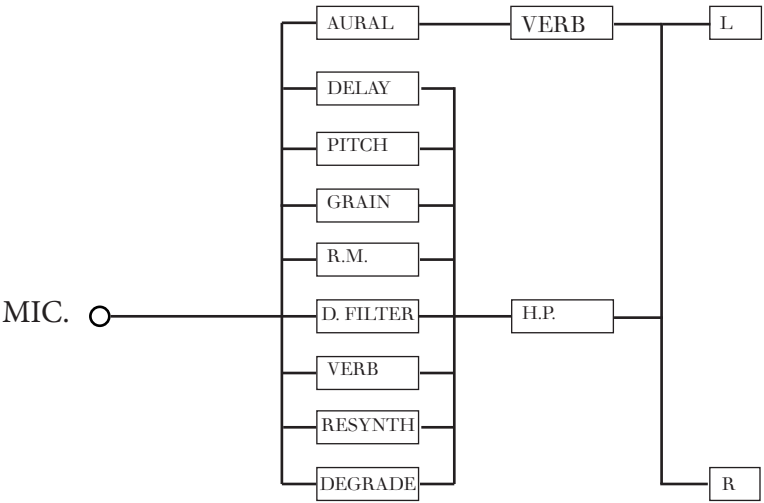 AURAL
VERB
L
DELAY
PITCH
GRAIN
R.M.
MIC.
D. FILTER
H.P.
VERB
RESYNTH
DEGRADE
R